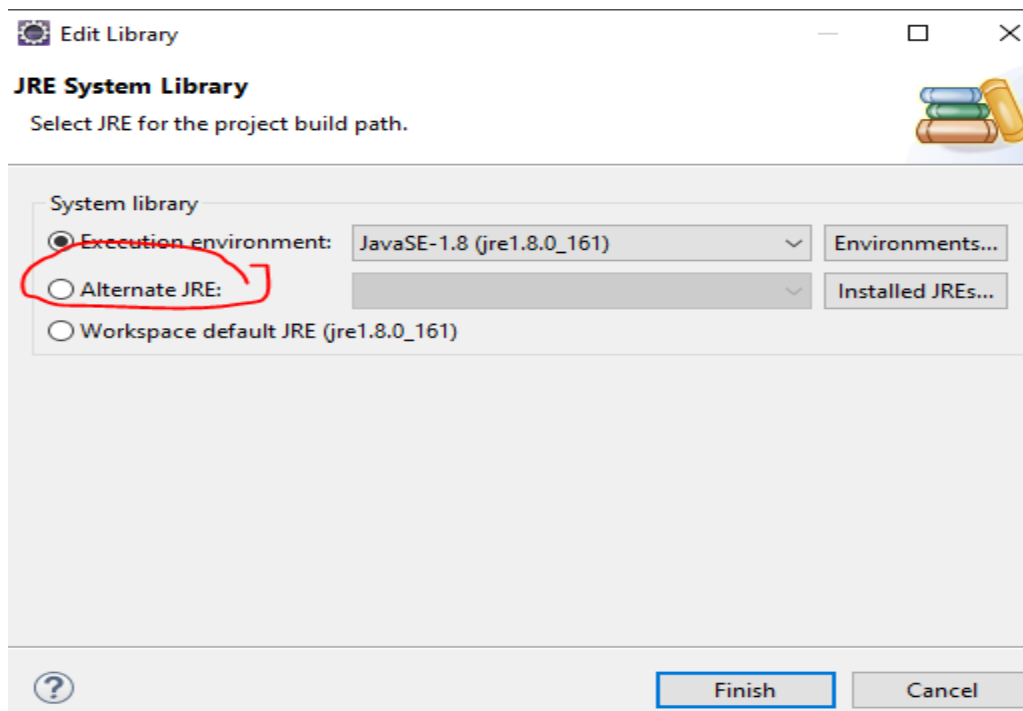 Edit Library
JRE System Library
Select JRE for the project build path.
System library
Execution environment: JavaSE-1.8 (jre1.8.0_161) Environments...
Alternate JRE: Installed JREs...
Workspace default JRE (jre1.8.0_161)
? Finish Cancel